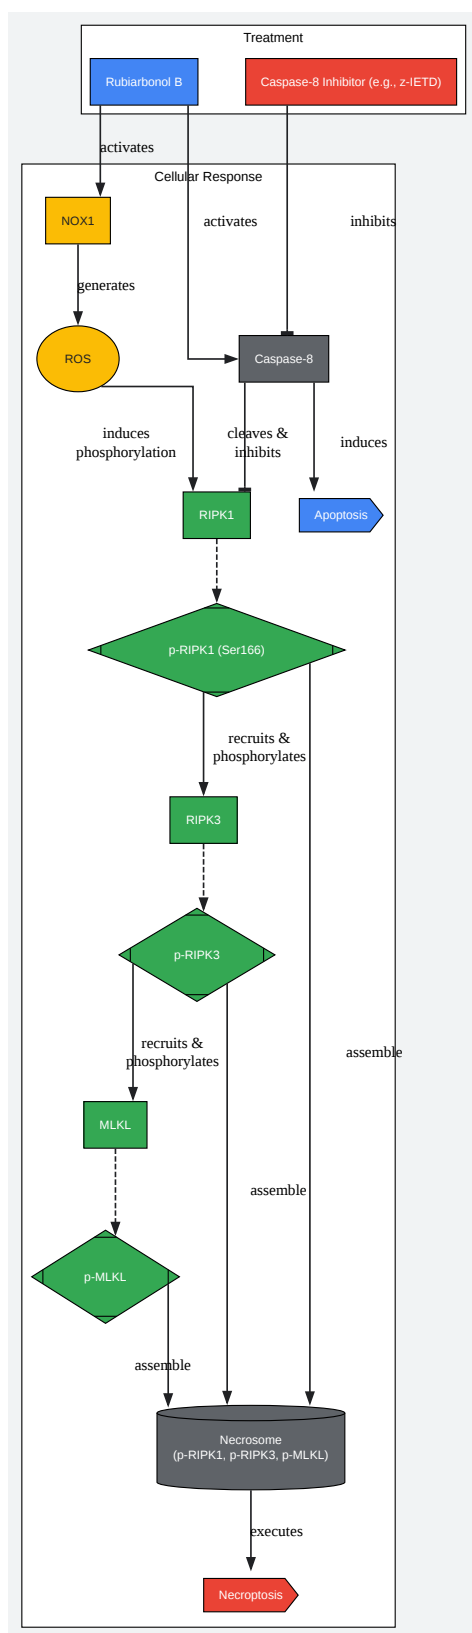 Treatment
Rubiarbonol B
Caspase-8 Inhibitor (e.g., z-IETD)
activates
Cellular Response
NOX1
activates
inhibits
generates
ROS
Caspase-8
induces
phosphorylation
cleaves &
inhibits
induces
RIPK1
Apoptosis
p-RIPK1 (Ser166)
recruits &
phosphorylates
RIPK3
p-RIPK3
recruits &
phosphorylates
assemble
MLKL
assemble
p-MLKL
assemble
Necrosome
(p-RIPK1, p-RIPK3, p-MLKL)
executes
Necroptosis